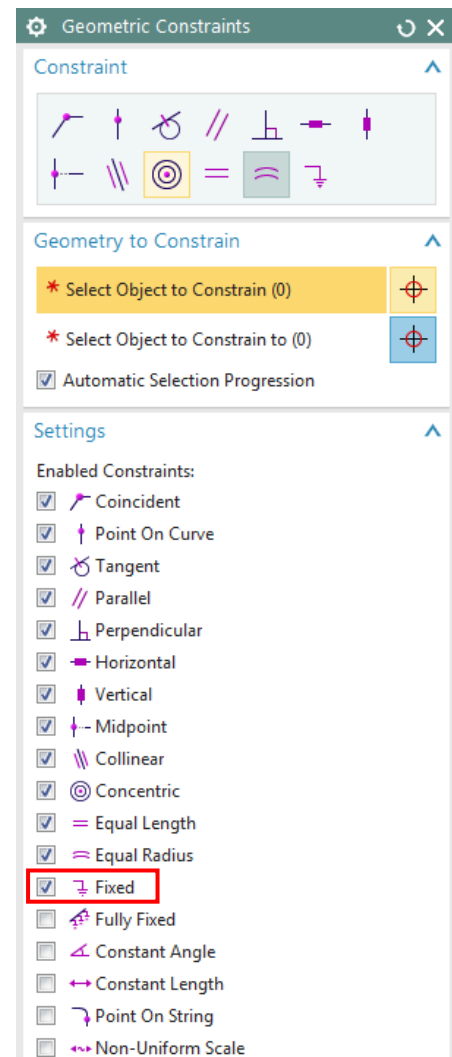 Geometric Constraints
Constraint
Geometry to Constrain
* Select Object to Constrain (0)
* Select Object to Constrain to (0)
Automatic Selection Progression
Settings
Enabled Constraints:
Coincident
Point On Curve
Tangent
Parallel
Perpendicular
Horizontal
Vertical
Midpoint
Collinear
Concentric
Equal Length
Equal Radius
Fixed
Fully Fixed
Constant Angle
Constant Length
Point On String
Non-Uniform Scale